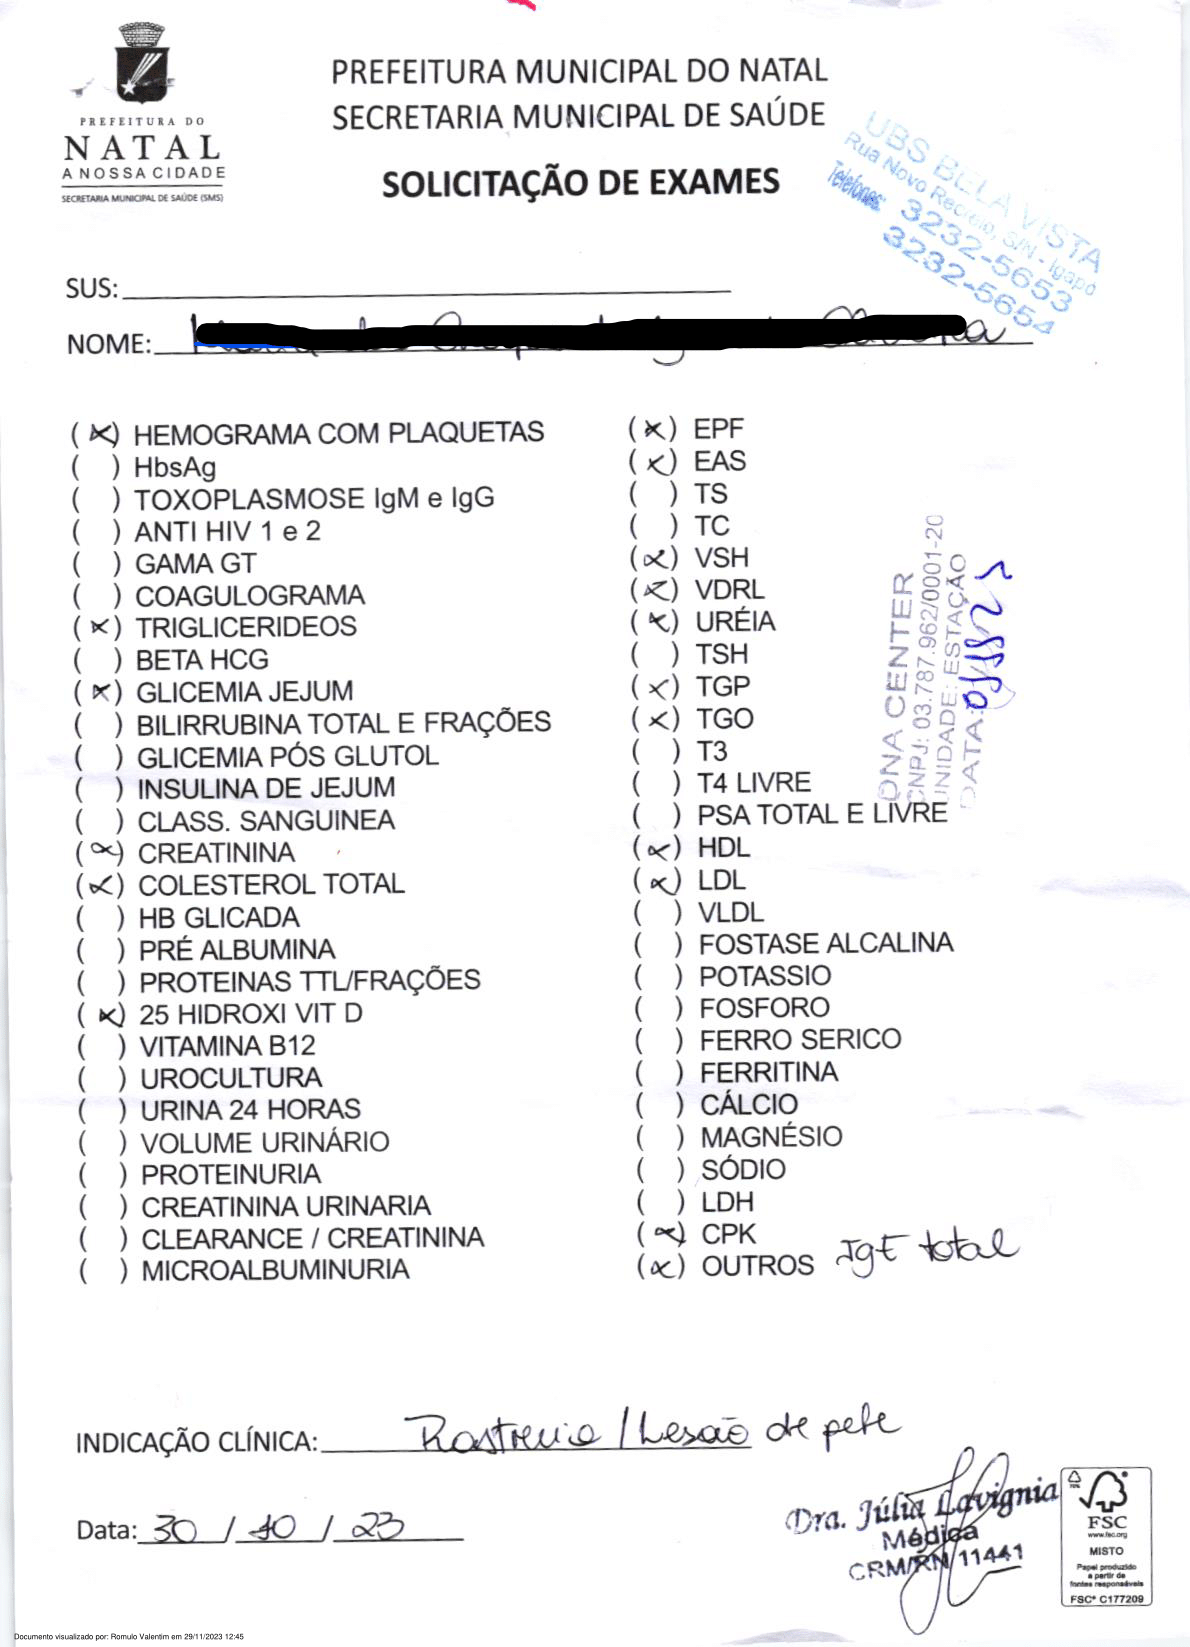 PREFEITURA DO
NATAL
A NOSSA CIDADE
SECRETARIA MUNICIPAL DE SAÚDE (SMS)
PREFEITURA MUNICIPAL DO NATAL
SECRETARIA MUNICIPAL DE SAÚDE
SOLICITAÇÃO DE EXAMES
UBS BELA VISTA
Rua Novo Recreio, S/N - Igapó
Telefones: 3232-5653
3232-5654
SUS:
NOME:
(x) HEMOGRAMA COM PLAQUETAS
( ) HbsAg
( ) TOXOPLASMOSE IgM e IgG
( ) ANTI HIV 1 e 2
( ) GAMA GT
( ) COAGULOGRAMA
(x) TRIGLICERIDEOS
( ) BETA HCG
(x) GLICEMIA JEJUM
( ) BILIRRUBINA TOTAL E FRAÇÕES
( ) GLICEMIA PÓS GLUTOL
( ) INSULINA DE JEJUM
( ) CLASS. SANGUINEA
(x) CREATININA
(x) COLESTEROL TOTAL
( ) HB GLICADA
( ) PRÉ ALBUMINA
( ) PROTEINAS TTL/FRAÇÕES
(x) 25 HIDROXI VIT D
( ) VITAMINA B12
( ) UROCULTURA
( ) URINA 24 HORAS
( ) VOLUME URINÁRIO
( ) PROTEINURIA
( ) CREATININA URINARIA
( ) CLEARANCE / CREATININA
( ) MICROALBUMINURIA
(x) EPF
(x) EAS
( ) TS
( ) TC
(x) VSH
(x) VDRL
(x) URÉIA
( ) TSH
(x) TGP
(x) TGO
( ) T3
( ) T4 LIVRE
( ) PSA TOTAL E LIVRE
(x) HDL
(x) LDL
( ) VLDL
( ) FOSTASE ALCALINA
( ) POTASSIO
( ) FOSFORO
( ) FERRO SERICO
( ) FERRITINA
( ) CÁLCIO
( ) MAGNÉSIO
( ) SÓDIO
( ) LDH
(x) CPK
(x) OUTROS IgE total
DNA CENTER
CNPJ: 03.787.962/0001-20
UNIDADE: ESTAÇÃO
DATA:
INDICAÇÃO CLÍNICA: Rastreio / Lesão de pele
Data: 30 / 10 / 23
Dra. Júlia Lavignia
Médica
CRM/RN 11441
FSC
www.fsc.org
MISTO
Papel produzido
a partir de
fontes responsáveis
FSC® C177209
Documento visualizado por: Romulo Valentim em 29/11/2023 12:45